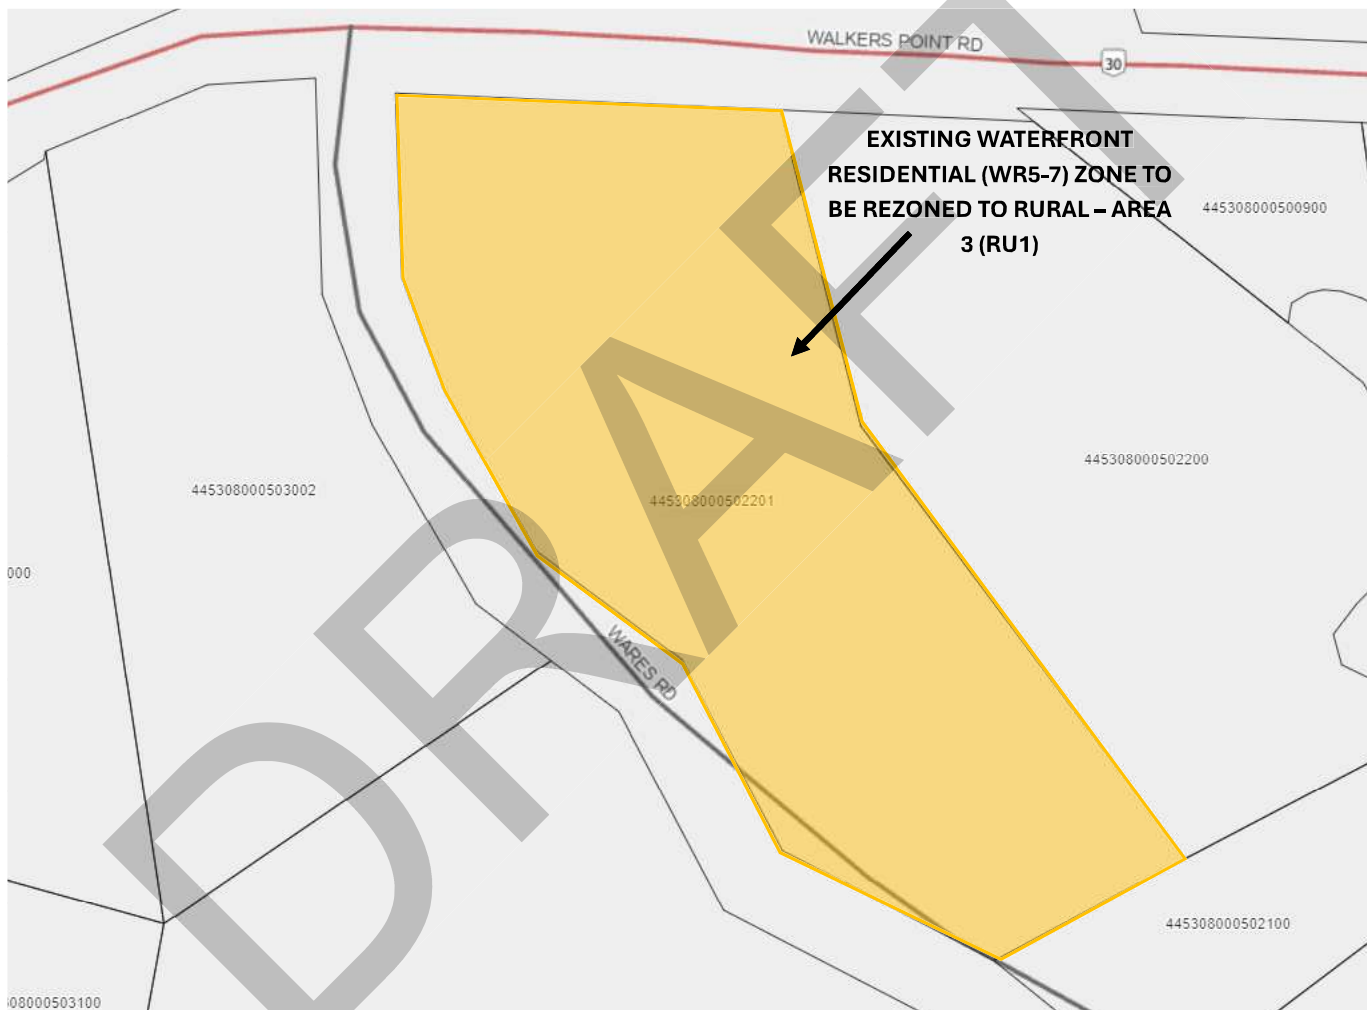 WALKERS POINT RD
30
EXISTING WATERFRONT
RESIDENTIAL (WR5-7) ZONE TO
BE REZONED TO RURAL – AREA
3 (RU1)
445308000500900
445308000502200
445308000503002
445308000502201
000
WARES RD
445308000502100
08000503100
DRAFT